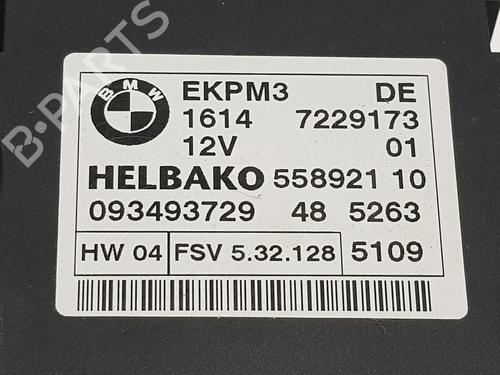 B-PARTS
BMW
EKPM3 DE
1614 7229173
12V 01
HELBAKO 558921 10
093493729 48 5263
HW 04 FSV 5.32.128 5109